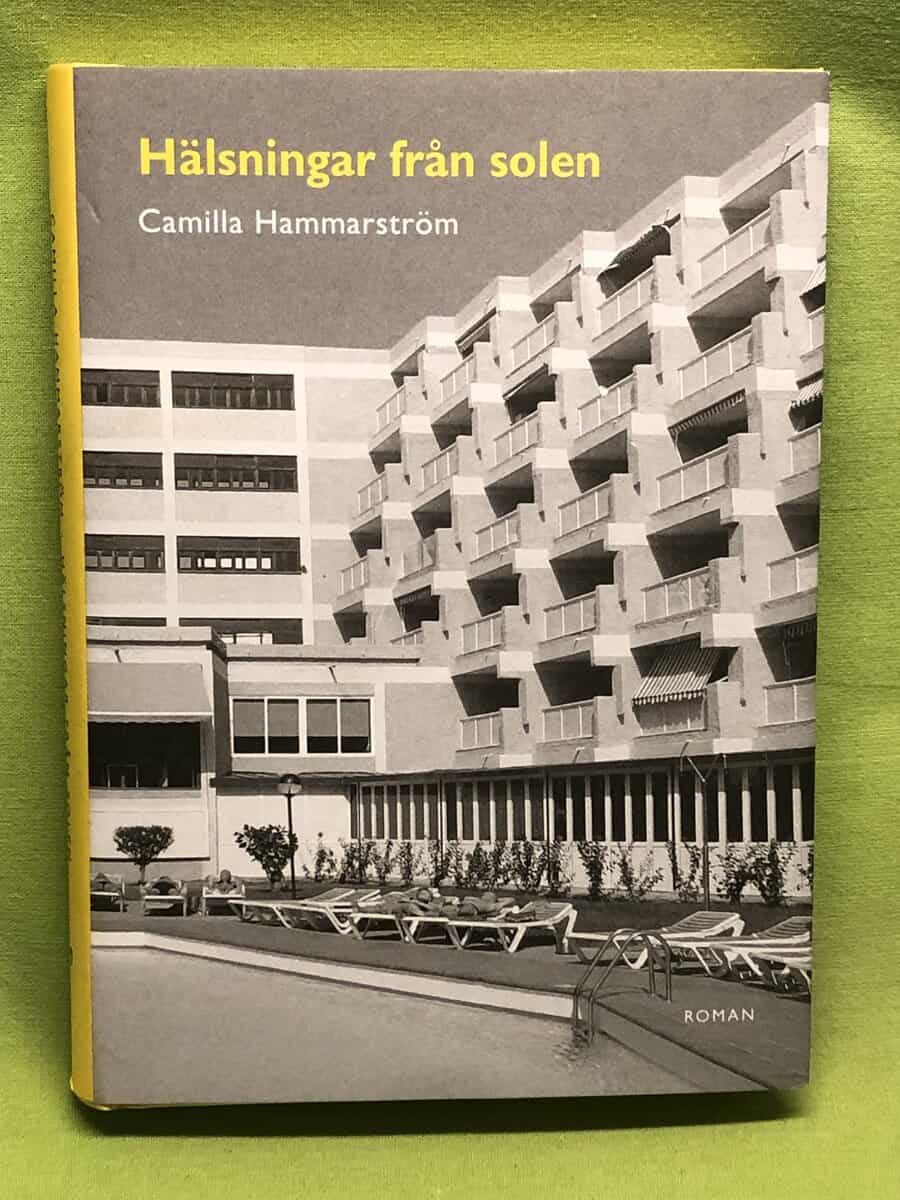 Hälsningar från solen
Camilla Hammarström
ROMAN